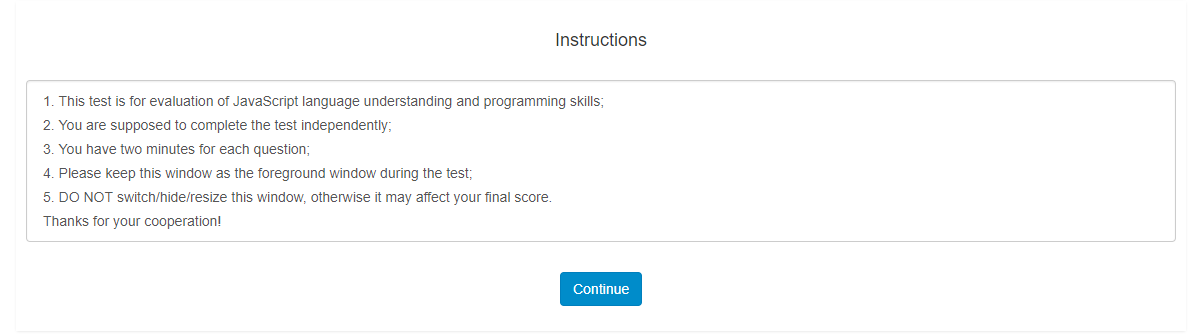 Instructions
1. This test is for evaluation of JavaScript language understanding and programming skills;
2. You are supposed to complete the test independently;
3. You have two minutes for each question;
4. Please keep this window as the foreground window during the test;
5. DO NOT switch/hide/resize this window, otherwise it may affect your final score.
Thanks for your cooperation!
Continue